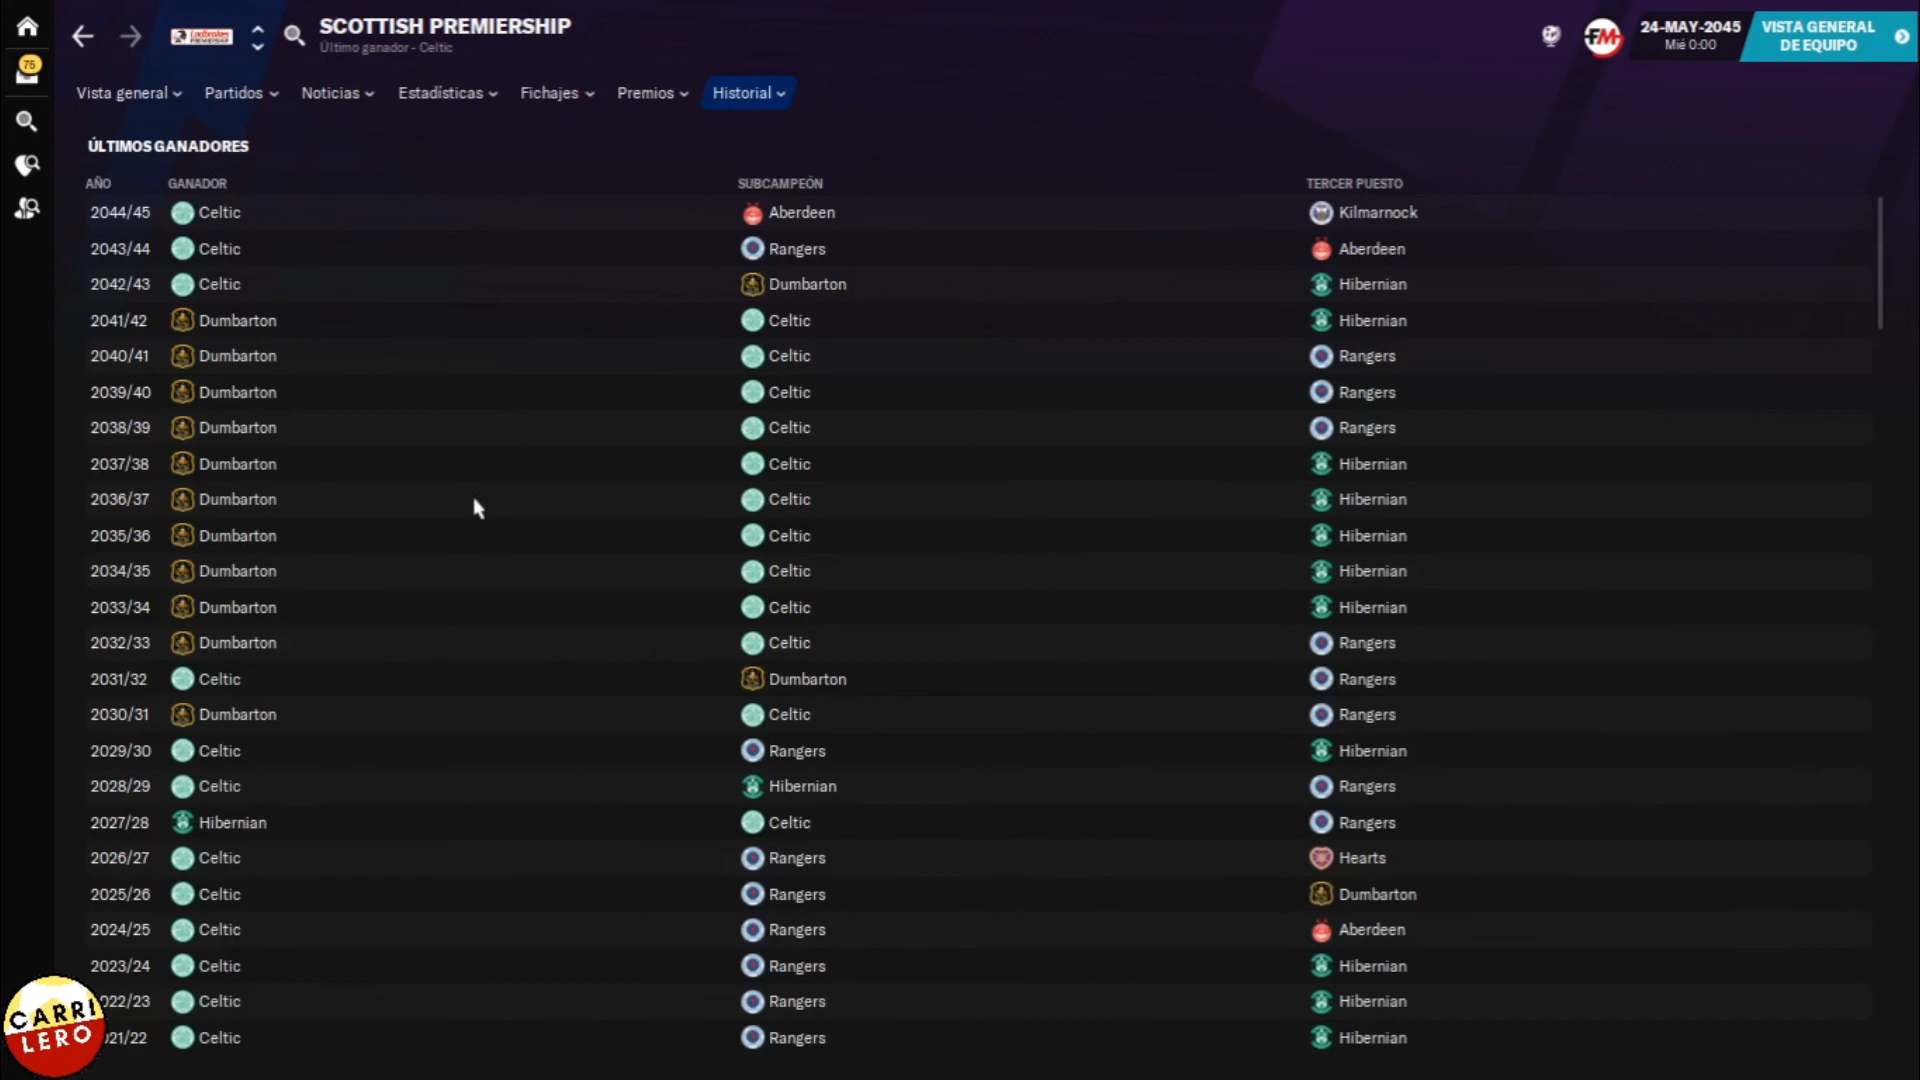 SCOTTISH PREMIERSHIP
Último ganador - Celtic
24-MAY-2045
Mié 0:00
VISTA GENERAL
DE EQUIPO
FM
75
Vista general Partidos Noticias Estadísticas Fichajes Premios Historial
ÚLTIMOS GANADORES
AÑO GANADOR SUBCAMPEÓN TERCER PUESTO
2044/45 Celtic Aberdeen Kilmarnock
2043/44 Celtic Rangers Aberdeen
2042/43 Celtic Dumbarton Hibernian
2041/42 Dumbarton Celtic Hibernian
2040/41 Dumbarton Celtic Rangers
2039/40 Dumbarton Celtic Rangers
2038/39 Dumbarton Celtic Rangers
2037/38 Dumbarton Celtic Hibernian
2036/37 Dumbarton Celtic Hibernian
2035/36 Dumbarton Celtic Hibernian
2034/35 Dumbarton Celtic Hibernian
2033/34 Dumbarton Celtic Hibernian
2032/33 Dumbarton Celtic Rangers
2031/32 Celtic Dumbarton Rangers
2030/31 Dumbarton Celtic Rangers
2029/30 Celtic Rangers Hibernian
2028/29 Celtic Hibernian Rangers
2027/28 Hibernian Celtic Rangers
2026/27 Celtic Rangers Hearts
2025/26 Celtic Rangers Dumbarton
2024/25 Celtic Rangers Aberdeen
2023/24 Celtic Rangers Hibernian
022/23 Celtic Rangers Hibernian
21/22 Celtic Rangers Hibernian
CARRI
LERO